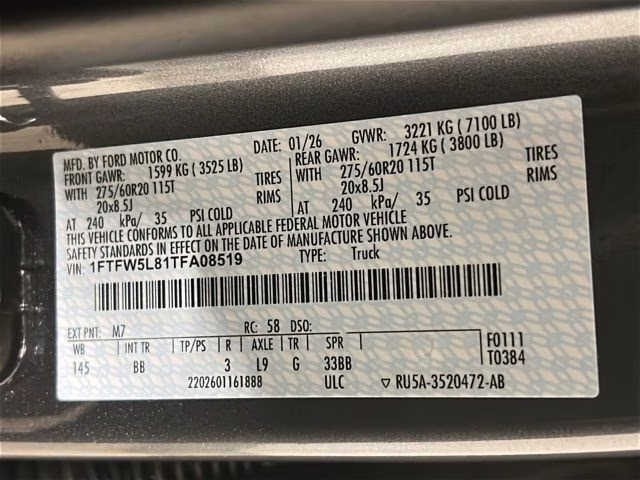 MFD. BY FORD MOTOR CO.
DATE: 01/26 GVWR: 3221 KG ( 7100 LB)
FRONT GAWR: 1599 KG ( 3525 LB) REAR GAWR: 1724 KG ( 3800 LB)
WITH 275/60R20 115T TIRES WITH 275/60R20 115T TIRES
20x8.5J RIMS 20x8.5J RIMS
AT 240 kPa/ 35 PSI COLD AT 240 kPa/ 35 PSI COLD
THIS VEHICLE CONFORMS TO ALL APPLICABLE FEDERAL MOTOR VEHICLE
SAFETY STANDARDS IN EFFECT ON THE DATE OF MANUFACTURE SHOWN ABOVE.
VIN: 1FTFW5L81TFA08519 TYPE: Truck
EXT PNT: M7 RC: 58 DSO: F0111
WB INT TR TP/PS R AXLE TR SPR T0384
145 BB 3 L9 G 33BB
2202601161888 ULC ▽ RU5A-3520472-AB